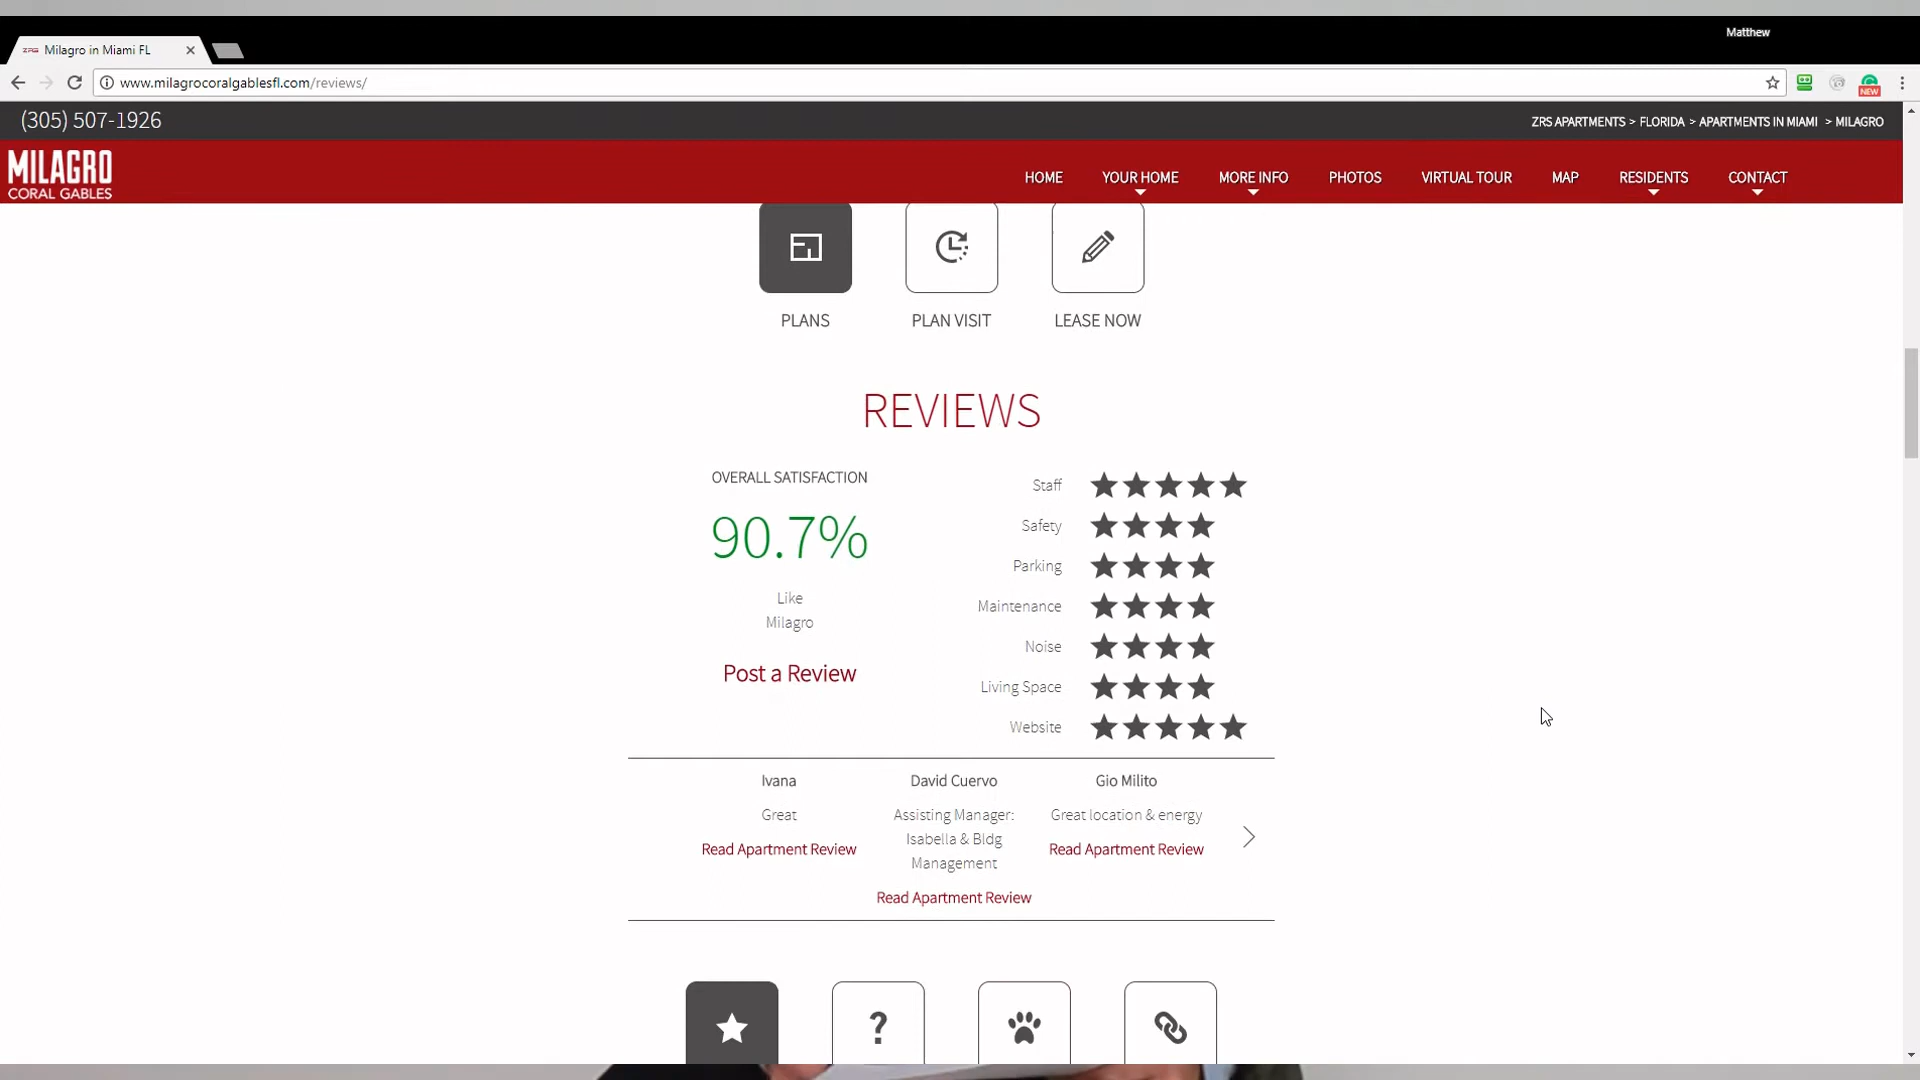 Matthew
ZRS Milagro in Miami FL
www.milagrocoralgablesfl.com/reviews/
NEW
(305) 507-1926
ZRS APARTMENTS > FLORIDA > APARTMENTS IN MIAMI > MILAGRO
MILAGRO
CORAL GABLES
HOME YOUR HOME MORE INFO PHOTOS VIRTUAL TOUR MAP RESIDENTS CONTACT
PLANS PLAN VISIT LEASE NOW
REVIEWS
OVERALL SATISFACTION
90.7%
Like
Milagro
Post a Review
Staff
Safety
Parking
Maintenance
Noise
Living Space
Website
Ivana
Great
Read Apartment Review
David Cuervo
Assisting Manager:
Isabella & Bldg
Management
Read Apartment Review
Gio Milito
Great location & energy
Read Apartment Review
?